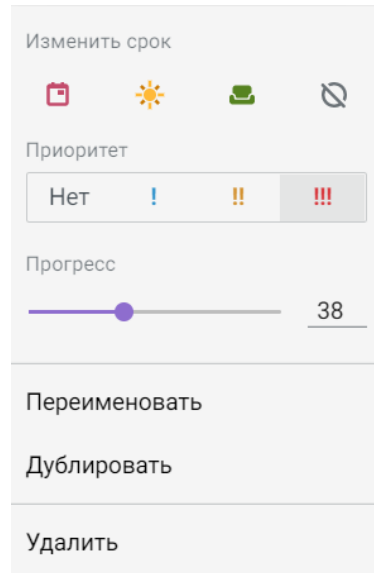 Изменить срок
Приоритет
Нет ! !! !!!
Прогресс
38
Переименовать
Дублировать
Удалить